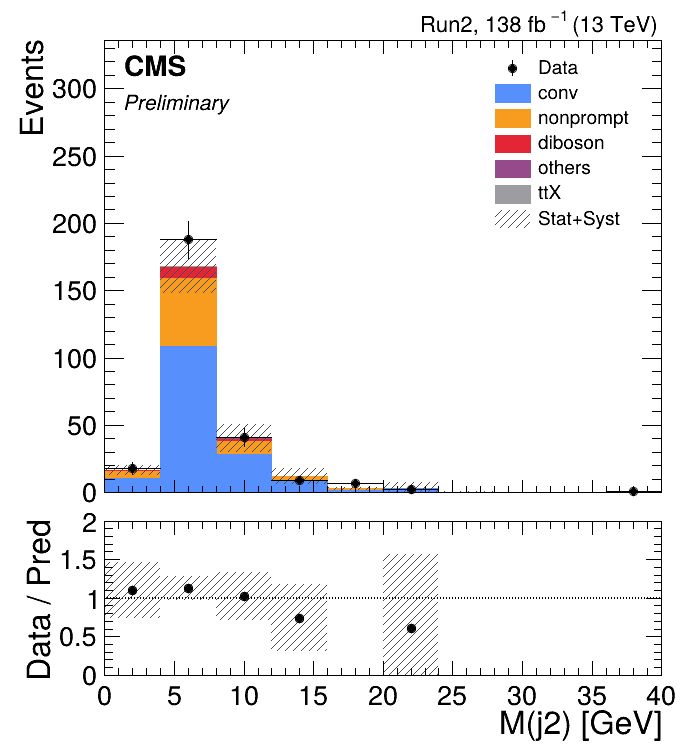 Run2, 138 fb⁻¹ (13 TeV)
CMS
Preliminary
Events
300
250
200
150
100
50
0
Data
conv
nonprompt
diboson
others
ttX
Stat+Syst
Data / Pred
2
1.5
1
0.5
0
0 5 10 15 20 25 30 35 40
M(j2) [GeV]